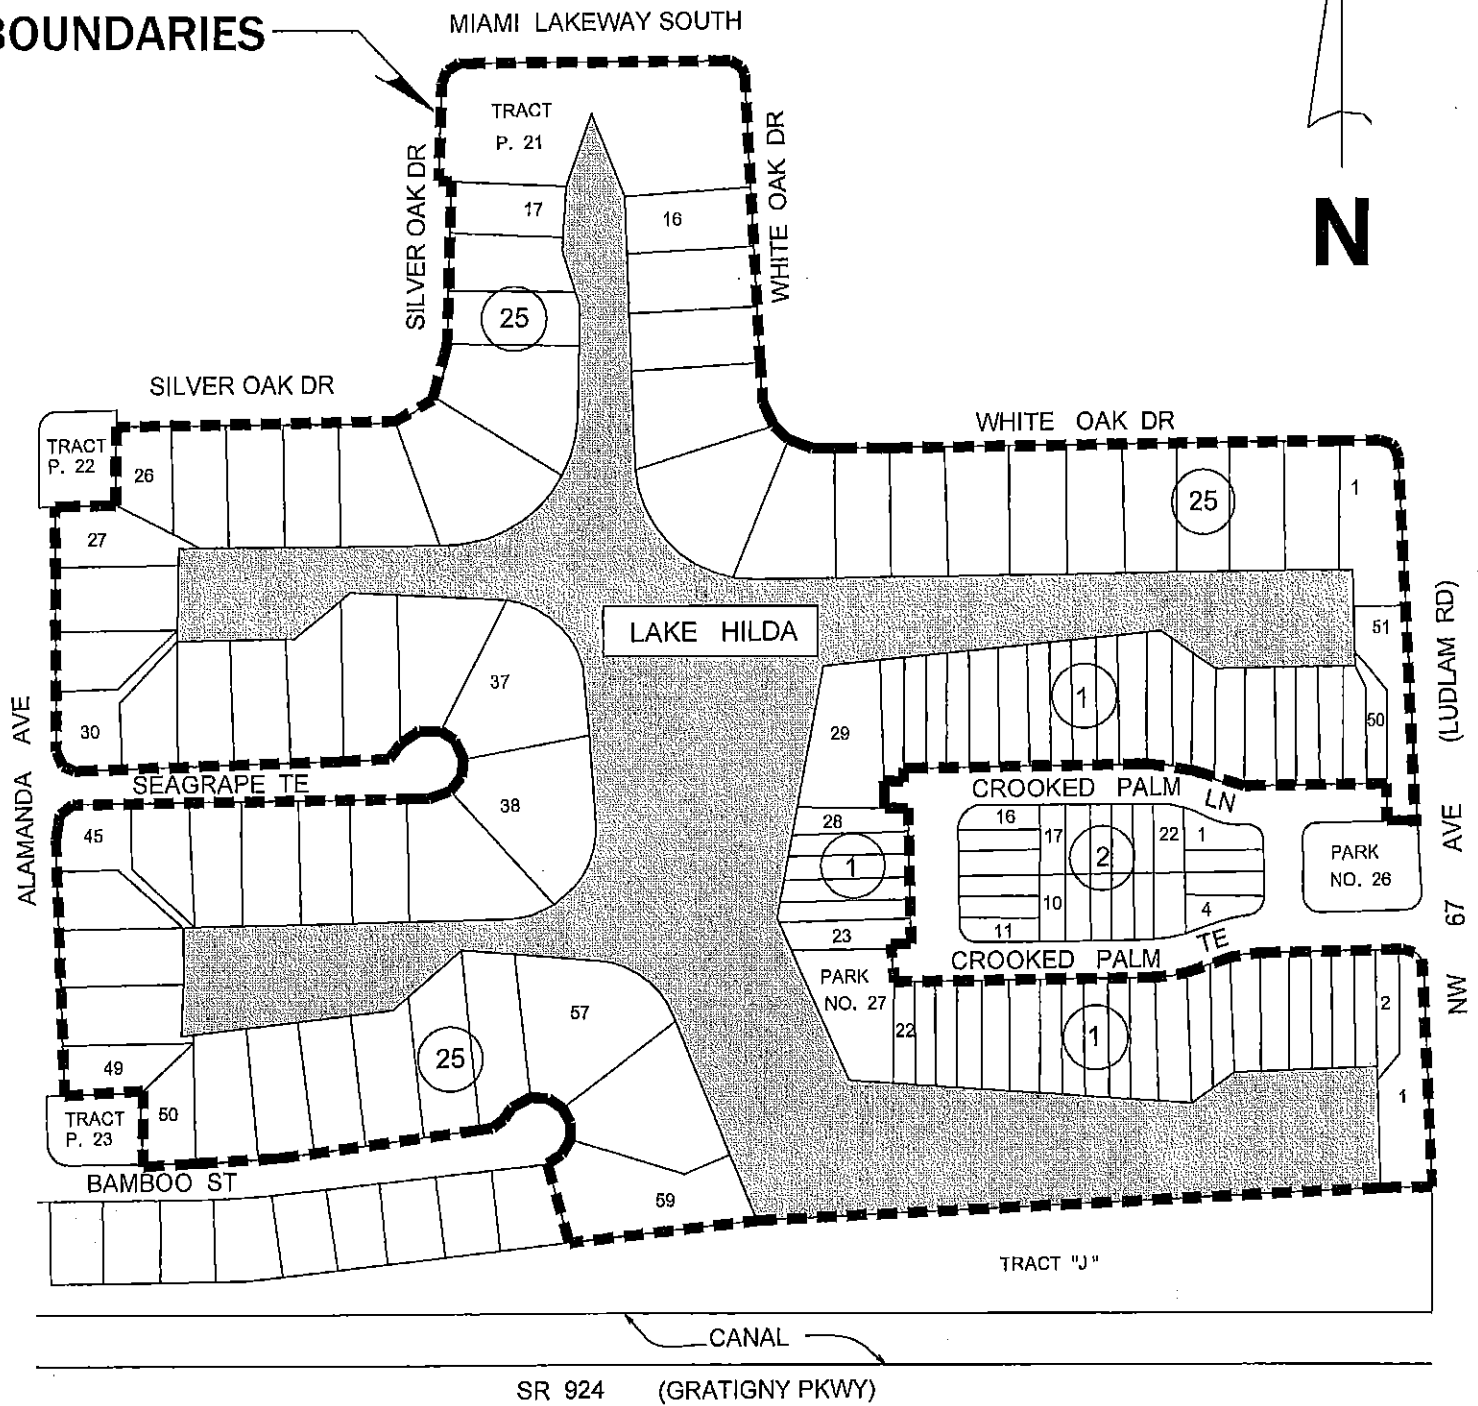 BOUNDARIES
MIAMI LAKEWAY SOUTH
N
TRACT
P. 21
SILVER OAK DR
WHITE OAK DR
17
16
25
SILVER OAK DR
WHITE OAK DR
TRACT
P. 22
26
25
1
27
LAKE HILDA
51
(LUDLAM RD)
37
1
29
50
30
ALAMANDA AVE
SEAGRAPE TE
CROOKED PALM LN
38
45
28
16
17
22
1
2
1
PARK
NO. 26
NW 67 AVE
10
4
11
23
CROOKED PALM TE
PARK
NO. 27
57
22
2
1
25
49
50
1
TRACT
P. 23
BAMBOO ST
59
TRACT "J"
CANAL
SR 924 (GRATIGNY PKWY)